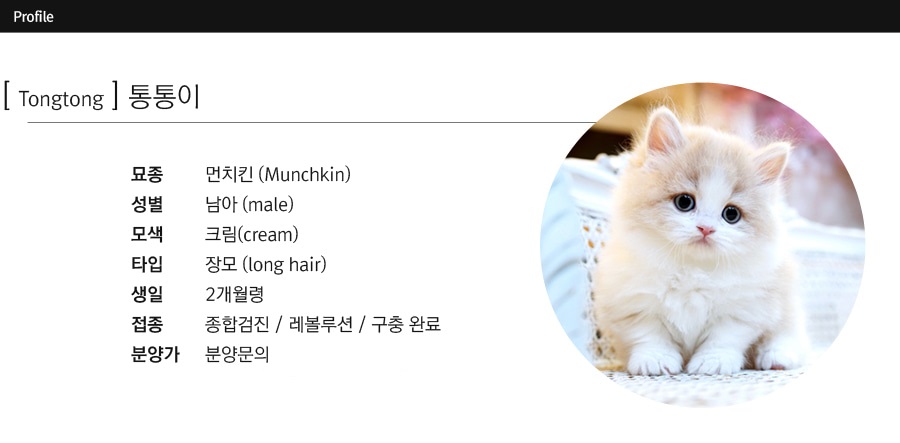 Profile
[ Tongtong ] 통통이
묘종 먼치킨 (Munchkin)
성별 남아 (male)
모색 크림(cream)
타입 장모 (long hair)
생일 2개월령
접종 종합검진 / 레볼루션 / 구충 완료
분양가 분양문의